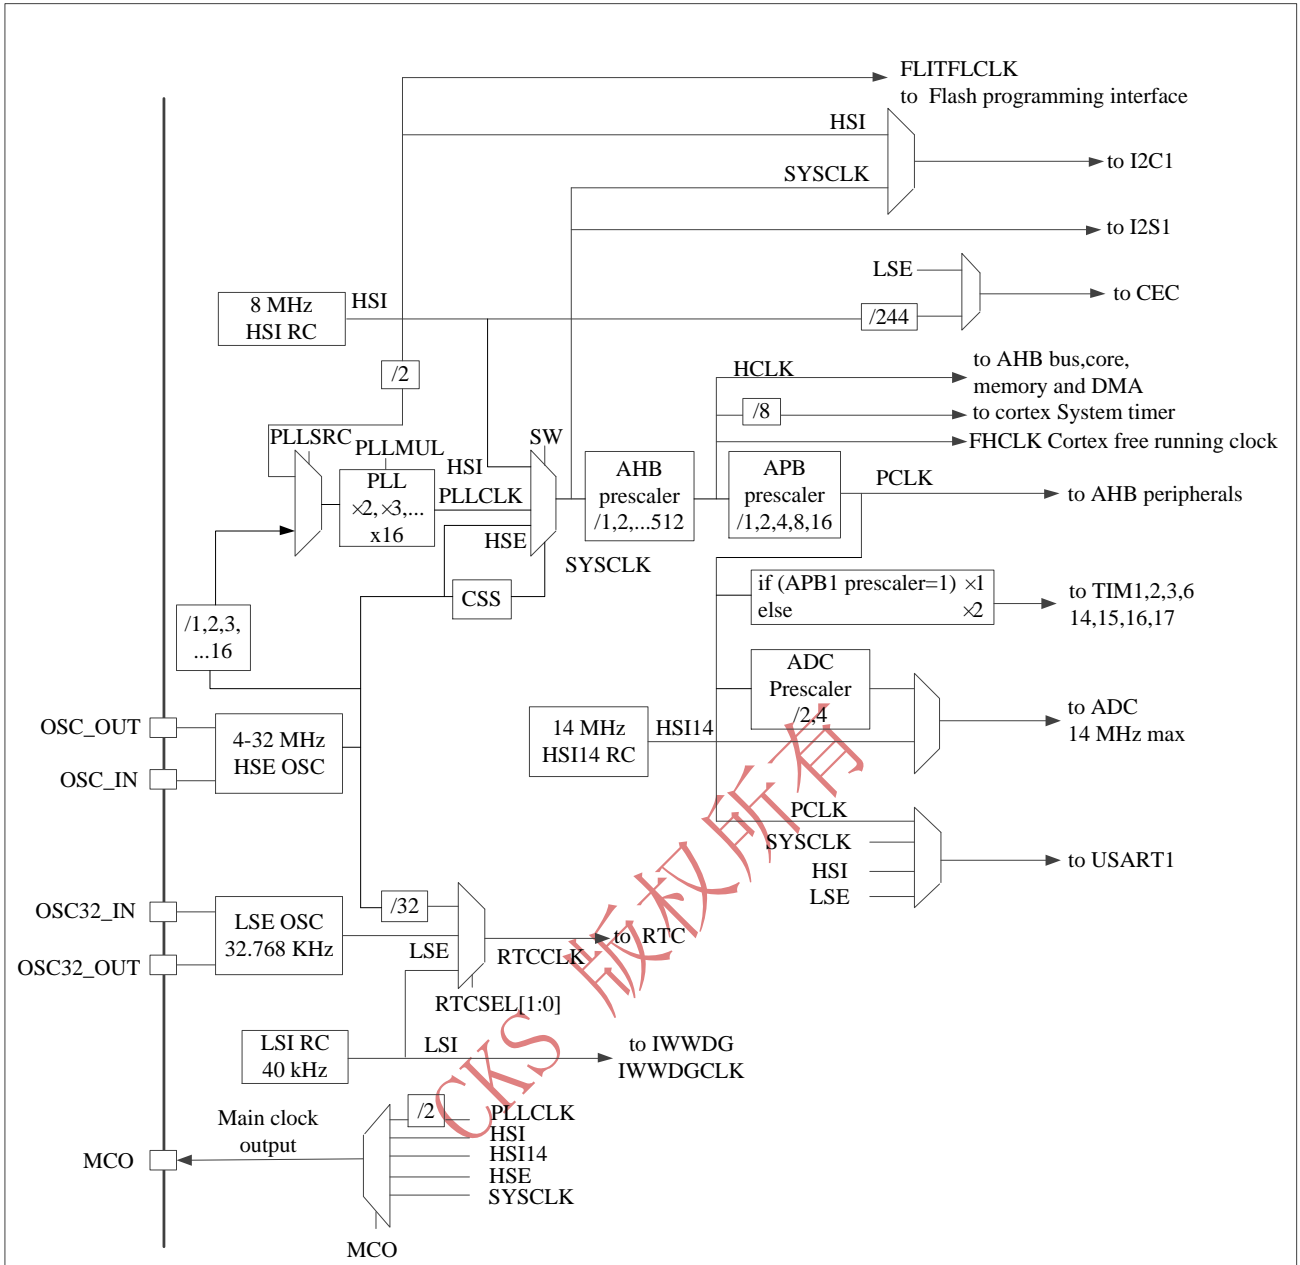 FLITFLCLK
to Flash programming interface
HSI
to I2C1
SYSCLK
to I2S1
LSE
to CEC
/244
8 MHz
HSI RC
HSI
/2
HCLK
to AHB bus,core,
memory and DMA
/8
to cortex System timer
FHCLK Cortex free running clock
PLLSRC
PLLMUL
PLL
×2, ×3,...
x16
HSI
PLLCLK
HSE
SW
SYSCLK
CSS
AHB
prescaler
/1,2,...512
APB
prescaler
/1,2,4,8,16
PCLK
to AHB peripherals
if (APB1 prescaler=1) ×1
else ×2
to TIM1,2,3,6
14,15,16,17
/1,2,3,
...16
ADC
Prescaler
/2,4
to ADC
14 MHz max
OSC_OUT
OSC_IN
4-32 MHz
HSE OSC
14 MHz
HSI14 RC
HSI14
PCLK
SYSCLK
HSI
LSE
to USART1
OSC32_IN
OSC32_OUT
LSE OSC
32.768 KHz
/32
LSE
RTCCLK
to RTC
RTCSEL[1:0]
LSI RC
40 kHz
LSI
to IWWDG
IWWDGCLK
Main clock
output
MCO
/2
PLLCLK
HSI
HSI14
HSE
SYSCLK
MCO
CKS 版权所有